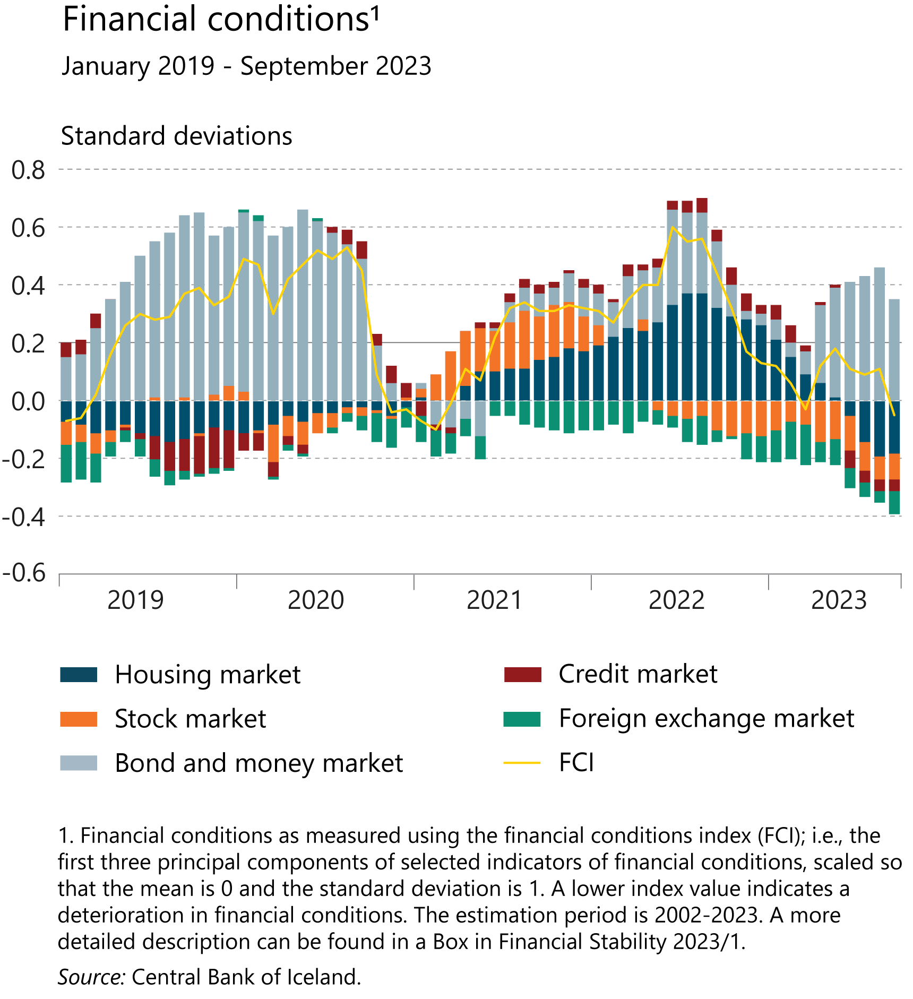 Financial conditions¹
January 2019 - September 2023
Standard deviations
0.8
0.6
0.4
0.2
0.0
-0.2
-0.4
-0.6
2019 2020 2021 2022 2023
Housing market
Credit market
Stock market
Foreign exchange market
Bond and money market
FCI
1. Financial conditions as measured using the financial conditions index (FCI); i.e., the
first three principal components of selected indicators of financial conditions, scaled so
that the mean is 0 and the standard deviation is 1. A lower index value indicates a
deterioration in financial conditions. The estimation period is 2002-2023. A more
detailed description can be found in a Box in Financial Stability 2023/1.
Source: Central Bank of Iceland.